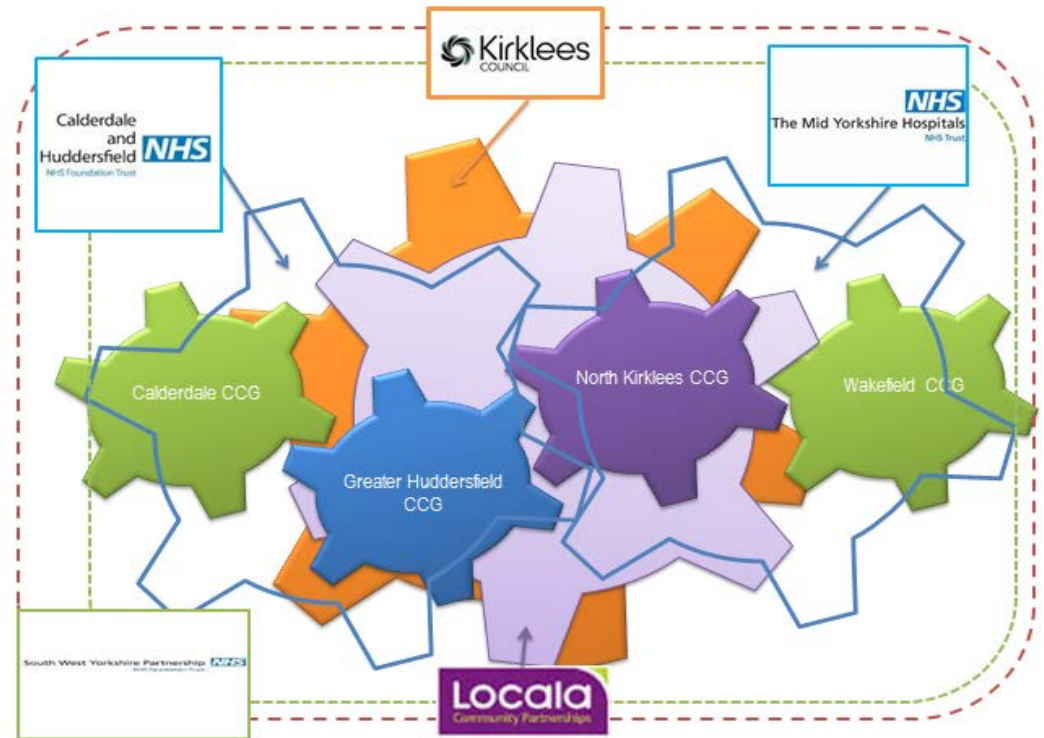 Kirklees
COUNCIL
Calderdale
and
Huddersfield NHS
NHS Foundation Trust
NHS
The Mid Yorkshire Hospitals
NHS Trust
Calderdale CCG
North Kirklees CCG
Wakefield CCG
Greater Huddersfield
CCG
South West Yorkshire Partnership NHS
NHS Foundation Trust
Locala
Community Partnerships